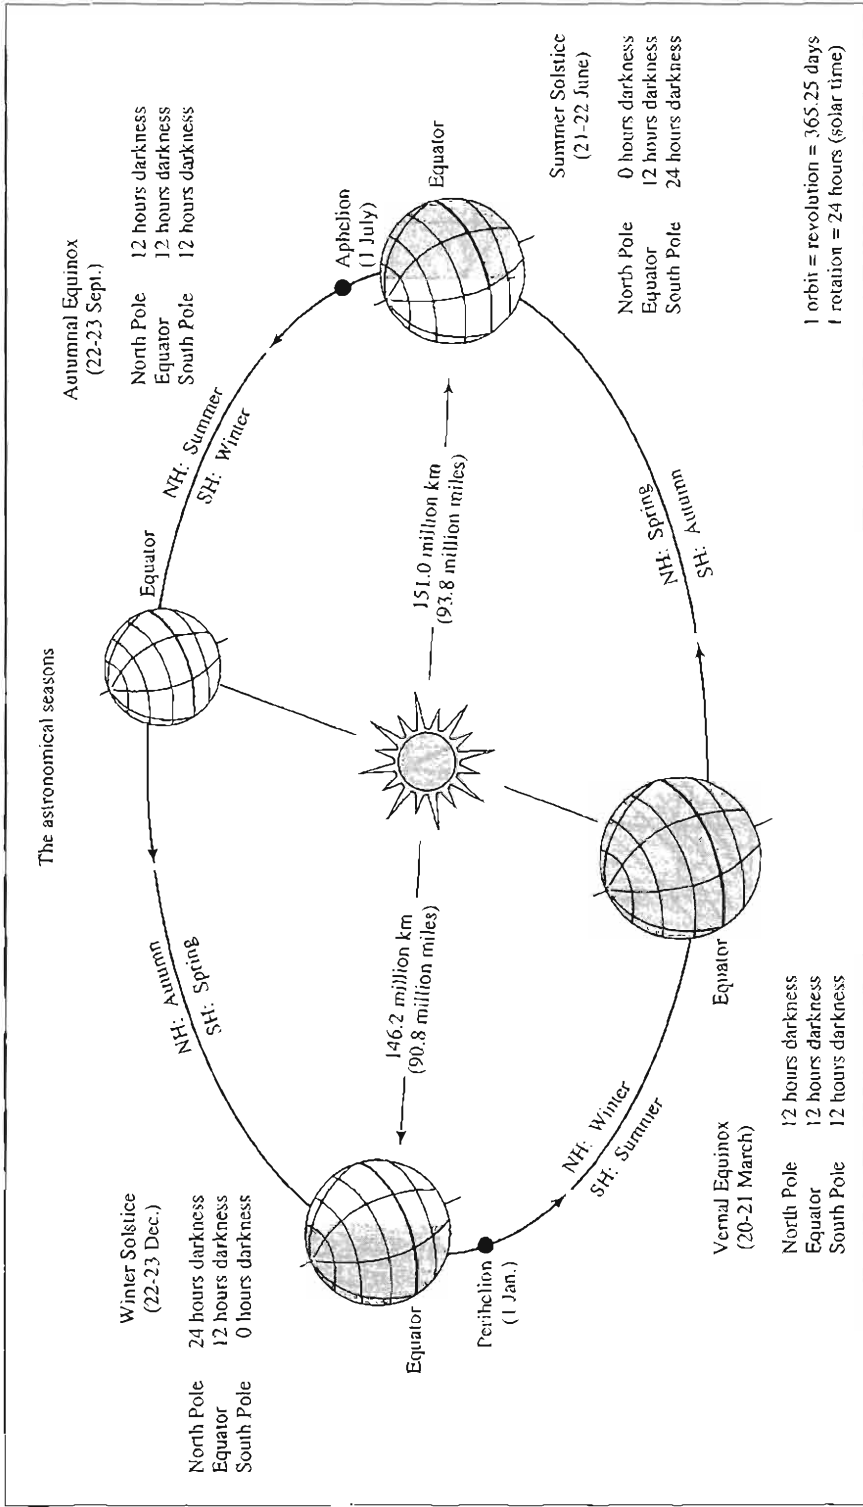 The astronomical seasons
Autumnal Equinox
(22-23 Sept.)
North Pole 12 hours darkness
Equator 12 hours darkness
South Pole 12 hours darkness
Winter Solstice
(22-23 Dec.)
North Pole 24 hours darkness
Equator 12 hours darkness
South Pole 0 hours darkness
Equator
NH: Autumn
SH: Spring
NH: Summer
SH: Winter
Aphelion
(1 July)
Equator
146.2 million km
(90.8 million miles)
151.0 million km
(93.8 million miles)
Equator
Perihelion
(1 Jan.)
Summer Solstice
(21-22 June)
North Pole 0 hours darkness
Equator 12 hours darkness
South Pole 24 hours darkness
NH: Winter
SH: Summer
NH: Spring
SH: Autumn
Equator
Vernal Equinox
(20-21 March)
North Pole 12 hours darkness
Equator 12 hours darkness
South Pole 12 hours darkness
1 orbit = revolution = 365.25 days
1 rotation = 24 hours (solar time)